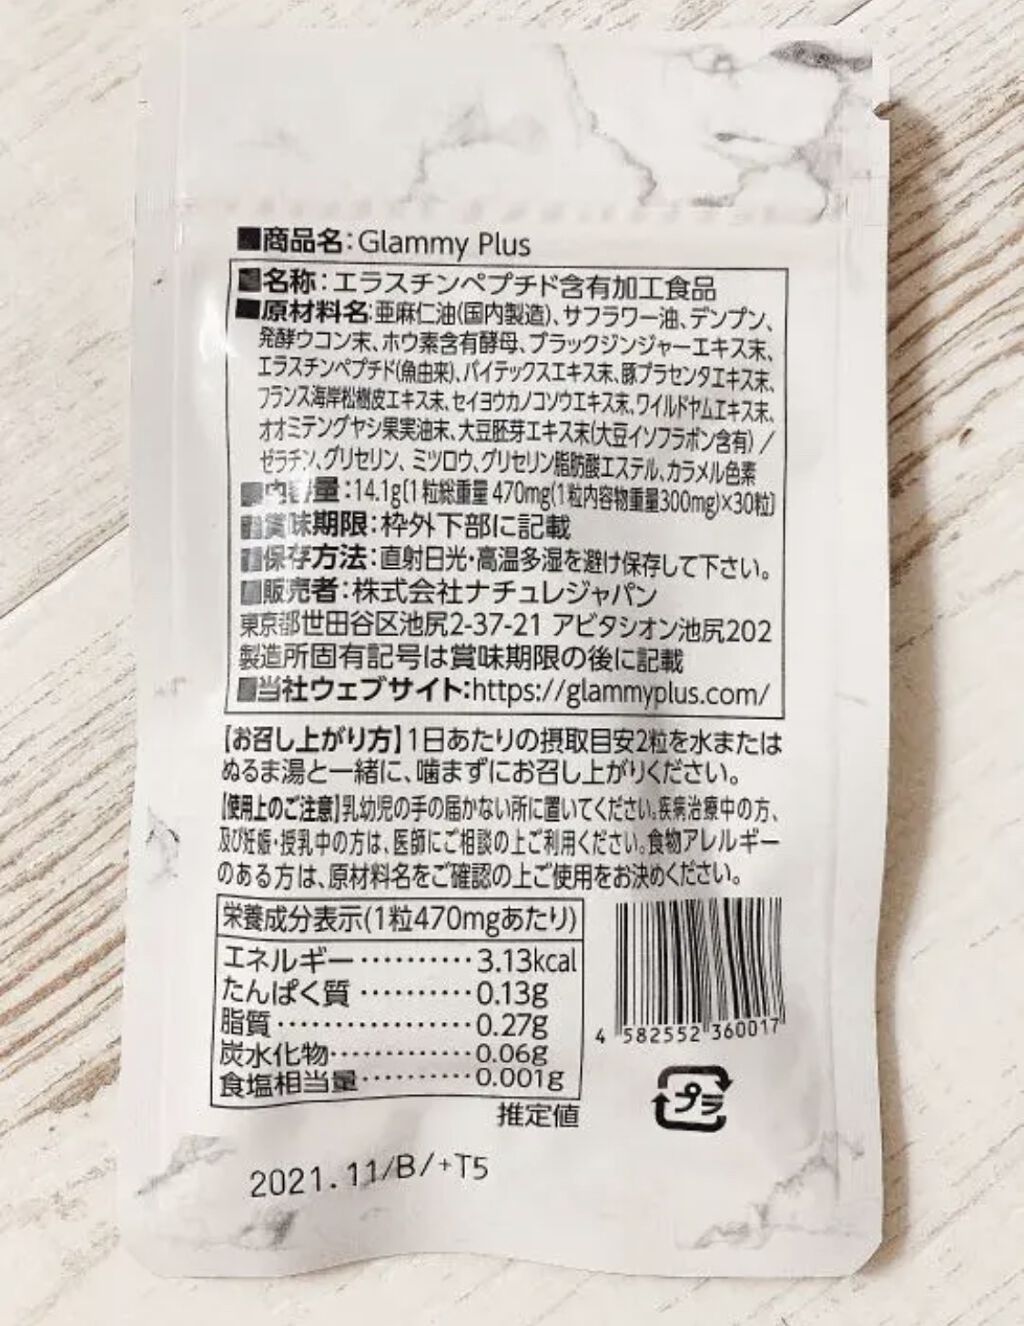 ■商品名:Glammy Plus
■名称:エラスチンペプチド含有加工食品
■原材料名:亜麻仁油(国内製造)、サフラワー油、デンプン、
発酵ウコン末、ホウ素含有酵母、ブラックジンジャーエキス末、
エラスチンペプチド(魚由来)、バイテックスエキス末、豚プラセンタエキス末、
フランス海岸松樹皮エキス末、セイヨウカノコソウエキス末、ワイルドヤムエキス末、
オオミテングヤシ果実油末、大豆胚芽エキス末(大豆イソフラボン含有)/
ゼラチン、グリセリン、ミツロウ、グリセリン脂肪酸エステル、カラメル色素
■内容量:14.1g[1粒総重量 470mg(1粒内容物重量300mg)×30粒]
■賞味期限:枠外下部に記載
■保存方法:直射日光・高温多湿を避け保存して下さい。
■販売者:株式会社ナチュレジャパン
東京都世田谷区池尻2-37-21 アビタシオン池尻202
製造所固有記号は賞味期限の後に記載
■当社ウェブサイト:https://glammyplus.com/
【お召し上がり方】1日あたりの摂取目安2粒を水または
ぬるま湯と一緒に、噛まずにお召し上がりください。
【使用上のご注意】乳幼児の手の届かない所に置いてください。疾病治療中の方、
及び妊娠・授乳中の方は、医師にご相談の上ご利用ください。食物アレルギー
のある方は、原材料名をご確認の上ご使用をお決めください。
栄養成分表示(1粒470mgあたり)
エネルギー··········3.13kcal
たんぱく質··········0.13g
脂質·················0.27g
炭水化物·············0.06g
食塩相当量··········0.001g
推定値
4 582552 360017
プラ
2021.11/B/+T5